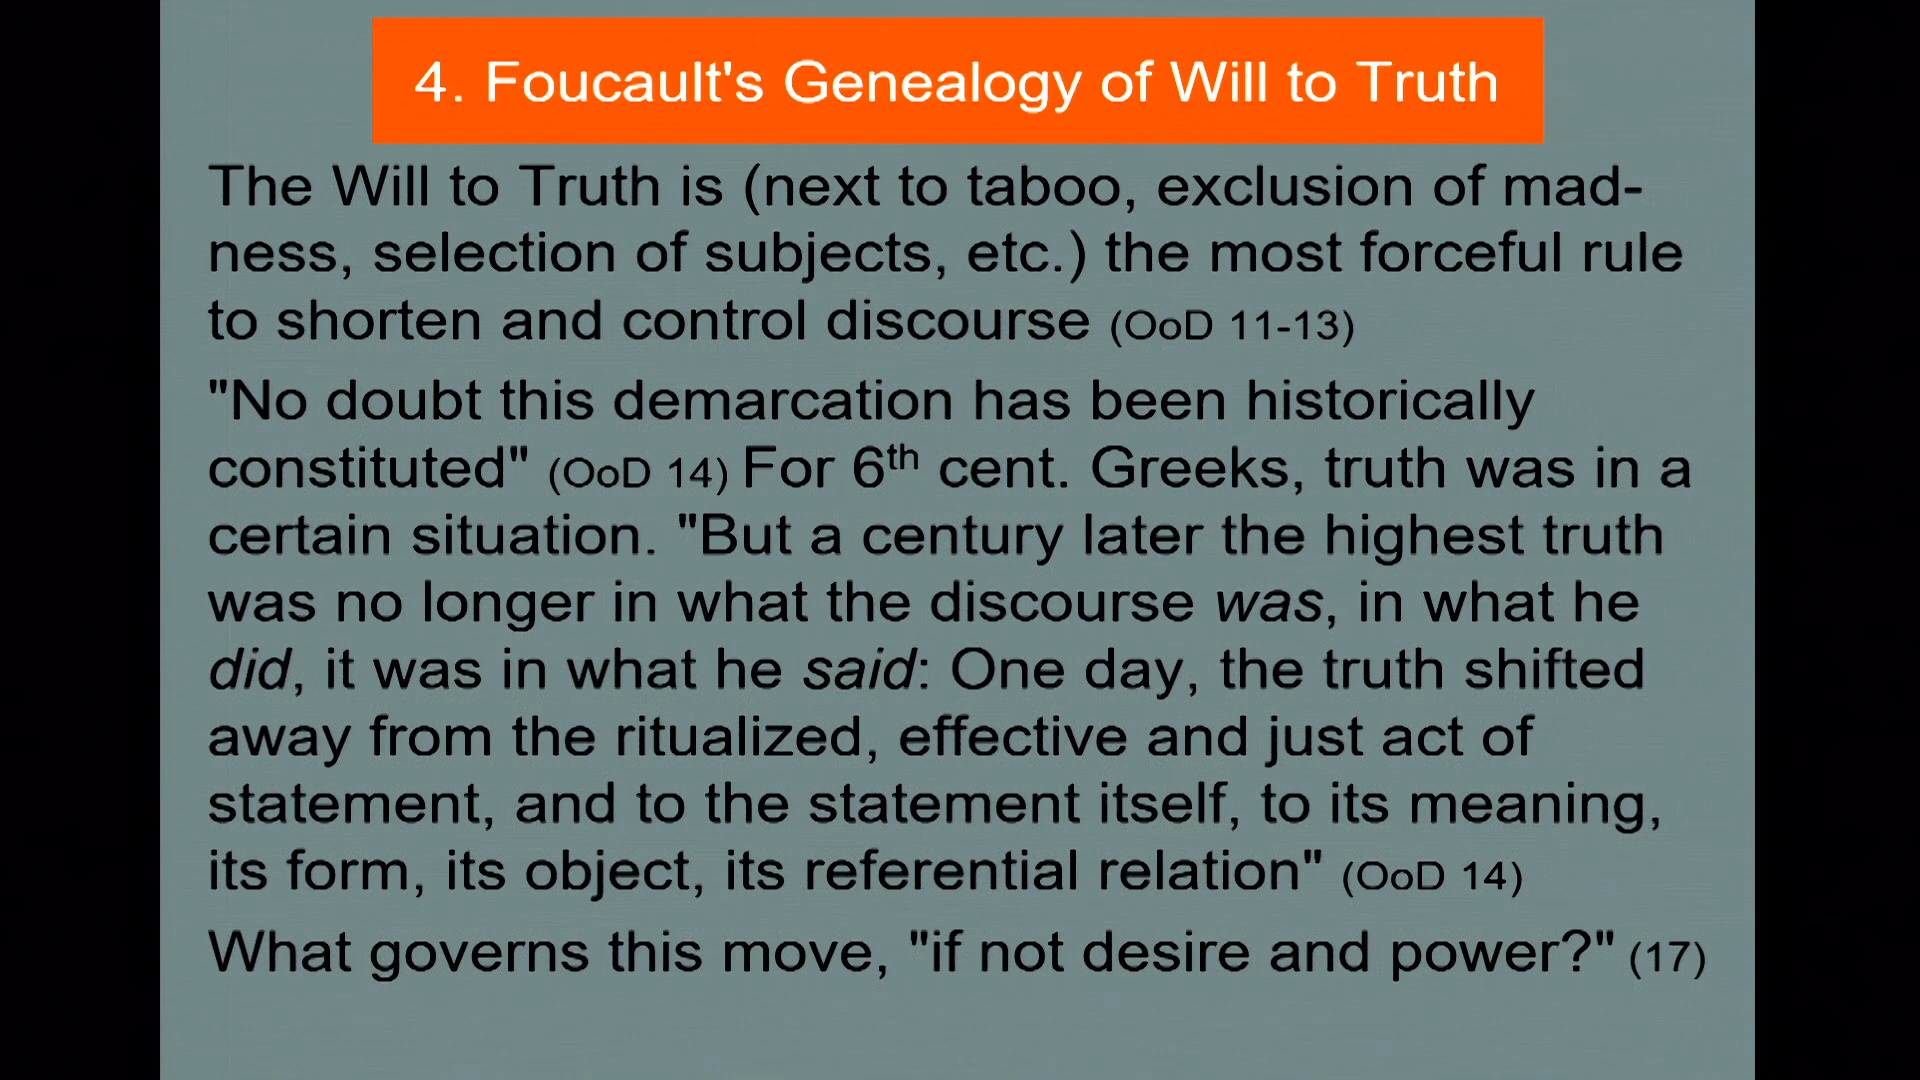 4. Foucault's Genealogy of Will to Truth
The Will to Truth is (next to taboo, exclusion of mad-
ness, selection of subjects, etc.) the most forceful rule
to shorten and control discourse (OoD 11-13)
"No doubt this demarcation has been historically
constituted" (OoD 14) For 6th cent. Greeks, truth was in a
certain situation. "But a century later the highest truth
was no longer in what the discourse was, in what he
did, it was in what he said: One day, the truth shifted
away from the ritualized, effective and just act of
statement, and to the statement itself, to its meaning,
its form, its object, its referential relation" (OoD 14)
What governs this move, "if not desire and power?" (17)